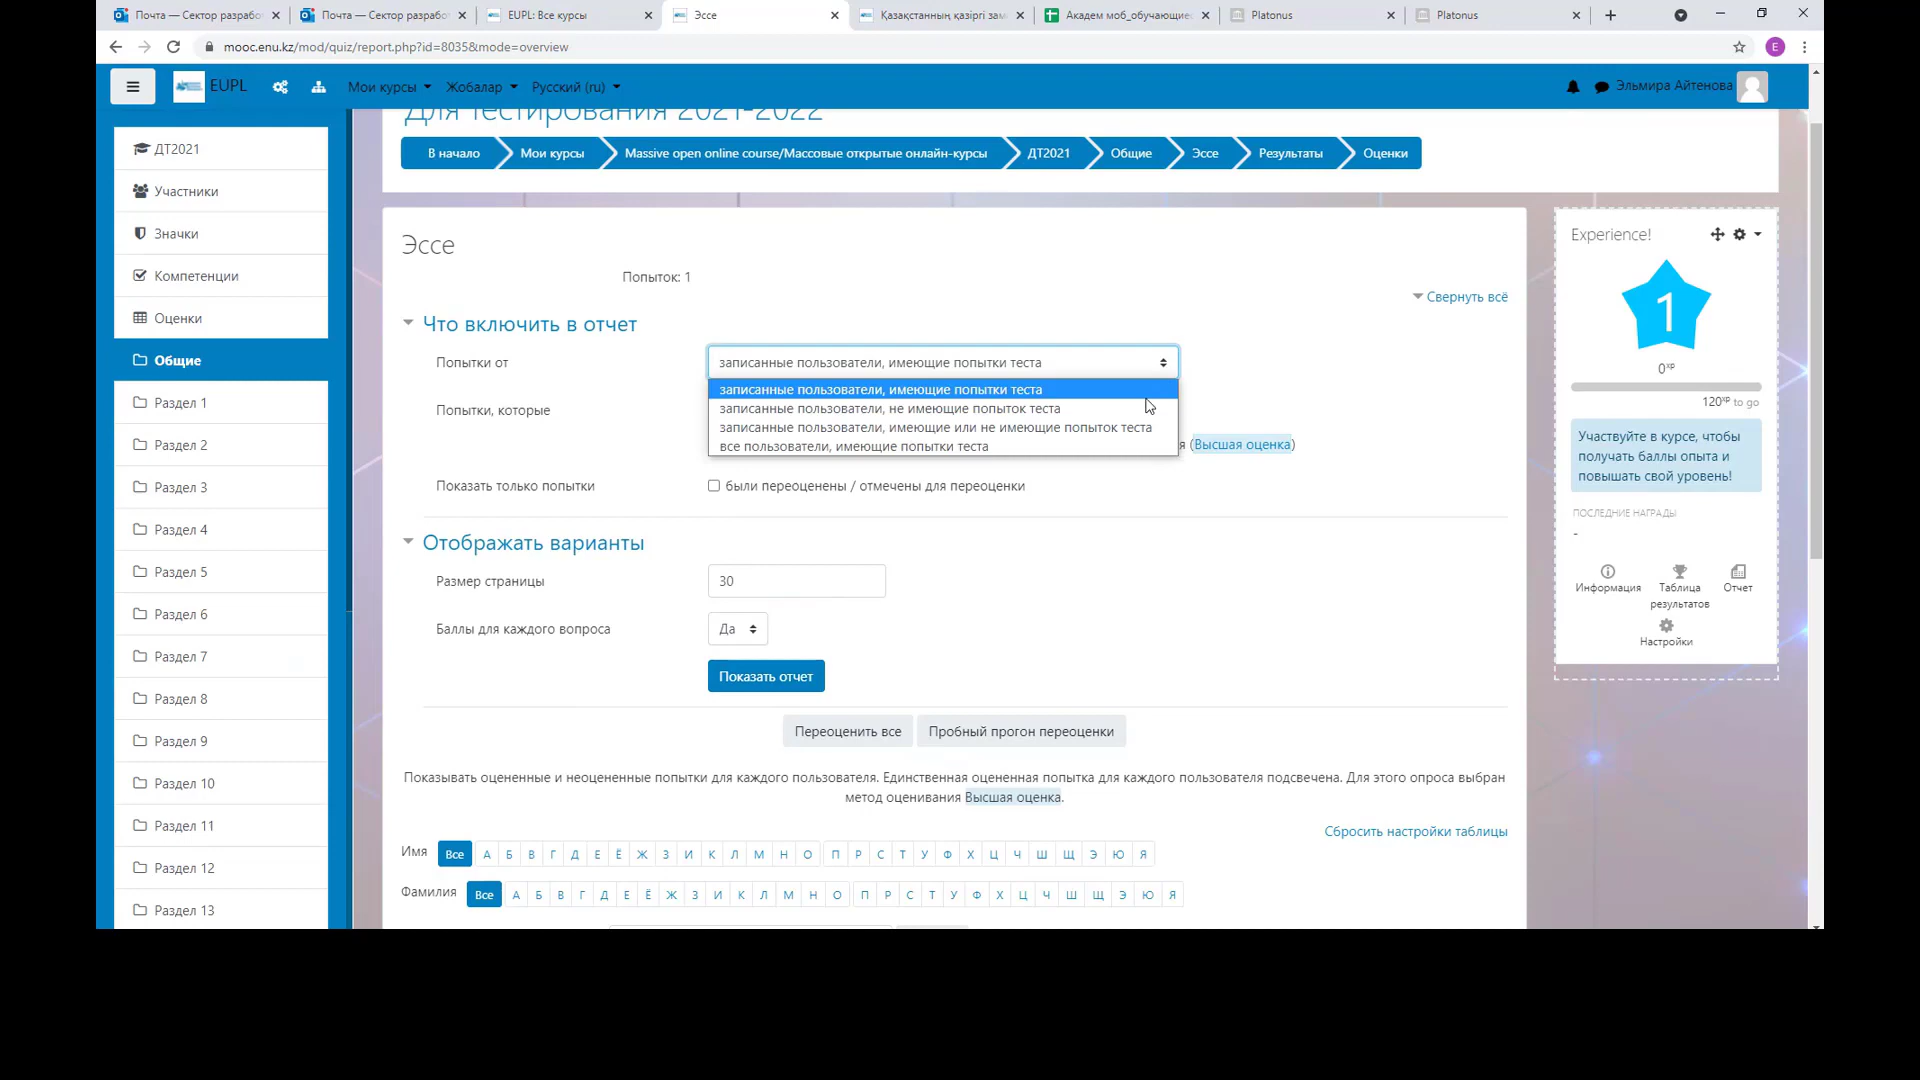 Почта — Сектор разрабо
Почта — Сектор разрабо
EUPL: Все курсы
Эссе
Қазақстанның қазіргі зам
Академ моб_обучающиес
Platonus
Platonus
mooc.enu.kz/mod/quiz/report.php?id=8035&mode=overview
E
EUPL
Мои курсы
Жобалар
Русский (ru)
Эльмира Айтенова
Для тестирования 2021-2022
В начало
Мои курсы
Massive open online course/Массовые открытые онлайн-курсы
ДТ2021
Общие
Эссе
Результаты
Оценки
ДТ2021
Участники
Значки
Компетенции
Оценки
Общие
Раздел 1
Раздел 2
Раздел 3
Раздел 4
Раздел 5
Раздел 6
Раздел 7
Раздел 8
Раздел 9
Раздел 10
Раздел 11
Раздел 12
Раздел 13
Эссе
Попыток: 1
Свернуть всё
Что включить в отчет
Попытки от
записанные пользователи, имеющие попытки теста
записанные пользователи, имеющие попытки теста
записанные пользователи, не имеющие попыток теста
записанные пользователи, имеющие или не имеющие попыток теста
все пользователи, имеющие попытки теста
Попытки, которые
я (Высшая оценка)
Показать только попытки
были переоценены / отмечены для переоценки
Отображать варианты
Размер страницы
30
Баллы для каждого вопроса
Да
Показать отчет
Переоценить все
Пробный прогон переоценки
Показывать оцененные и неоцененные попытки для каждого пользователя. Единственная оцененная попытка для каждого пользователя подсвечена. Для этого опроса выбран
метод оценивания Высшая оценка.
Сбросить настройки таблицы
Имя Все А Б В Г Д Е Ё Ж З И К Л М Н О П Р С Т У Ф Х Ц Ч Ш Щ Э Ю Я
Фамилия Все А Б В Г Д Е Ё Ж З И К Л М Н О П Р С Т У Ф Х Ц Ч Ш Щ Э Ю Я
Experience!
1
0xp
120xp to go
Участвуйте в курсе, чтобы
получать баллы опыта и
повышать свой уровень!
ПОСЛЕДНИЕ НАГРАДЫ
-
Информация
Таблица
результатов
Отчет
Настройки